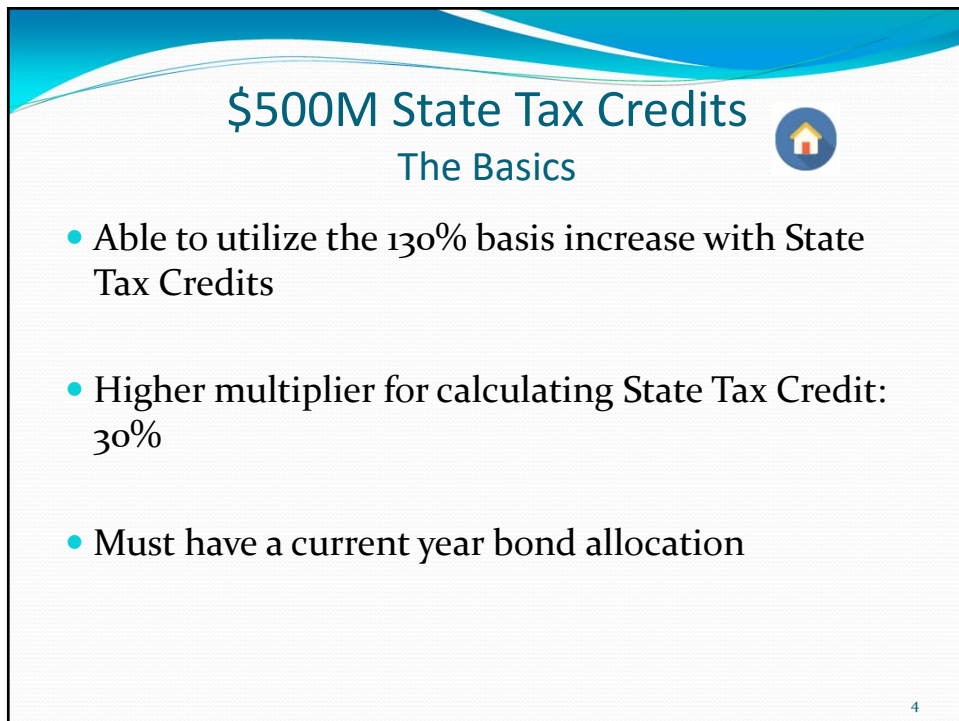 $500M State Tax Credits
The Basics
• Able to utilize the 130% basis increase with State
Tax Credits
• Higher multiplier for calculating State Tax Credit:
30%
• Must have a current year bond allocation
4